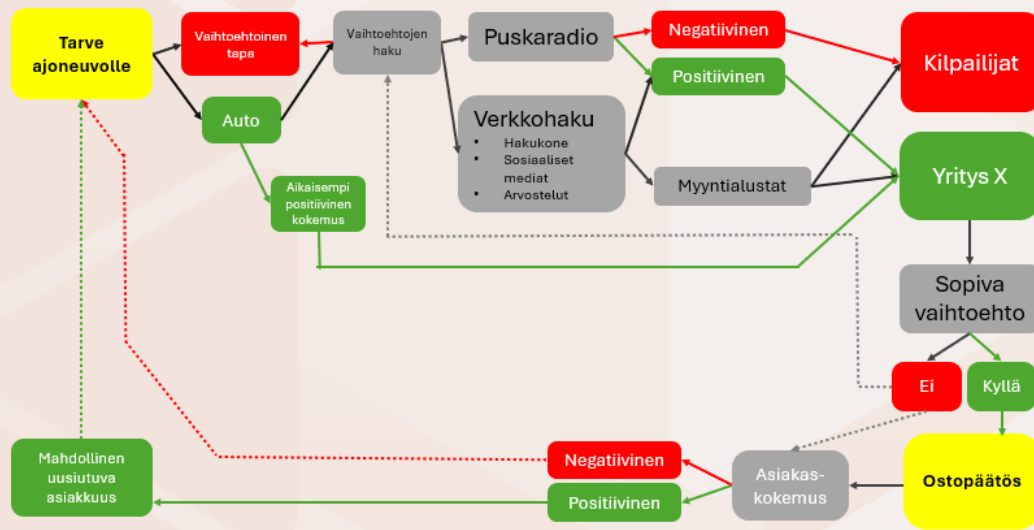 Tarve
ajoneuvolle
Vaihtoehtoinen
tapa
Vaihtoehtojen
haku
Puskaradio
Negatiivinen
Positiivinen
Kilpailijat
Auto
Verkkohaku
• Hakukone
• Sosiaaliset
mediat
• Arvostelut
Myyntialustat
Yritys X
Aikaisempi
positiivinen
kokemus
Sopiva
vaihtoehto
Ei
Kyllä
Mahdollinen
uusiutuva
asiakkuus
Negatiivinen
Positiivinen
Asiakas-
kokemus
Ostopäätös